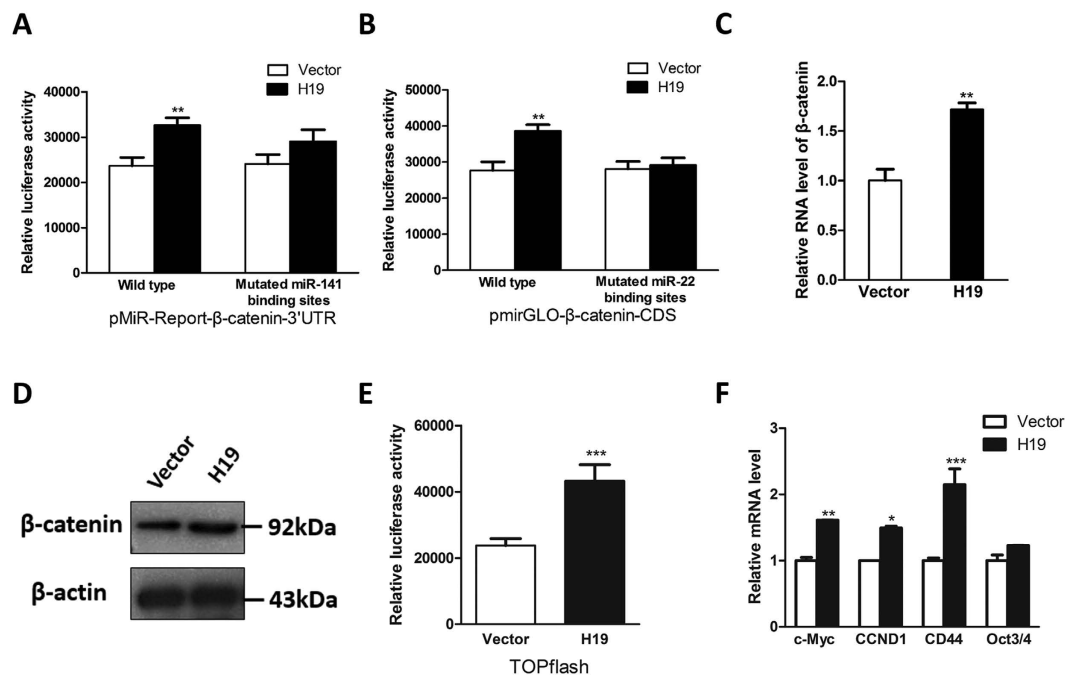 A
Vector
H19
Relative luciferase activity
40000
30000
20000
10000
0
**
Wild type
Mutated miR-141
binding sites
pMiR-Report-β-catenin-3'UTR
B
Vector
H19
Relative luciferase activity
50000
40000
30000
20000
10000
0
**
Wild type
Mutated miR-22
binding sites
pmirGLO-β-catenin-CDS
C
Relative RNA level of β-catenin
2.0
1.5
1.0
0.5
0.0
**
Vector
H19
D
Vector
H19
β-catenin
92kDa
β-actin
43kDa
E
Relative luciferase activity
60000
40000
20000
0
***
Vector
H19
TOPflash
F
Vector
H19
Relative mRNA level
3
2
1
0
**
*
***
c-Myc
CCND1
CD44
Oct3/4